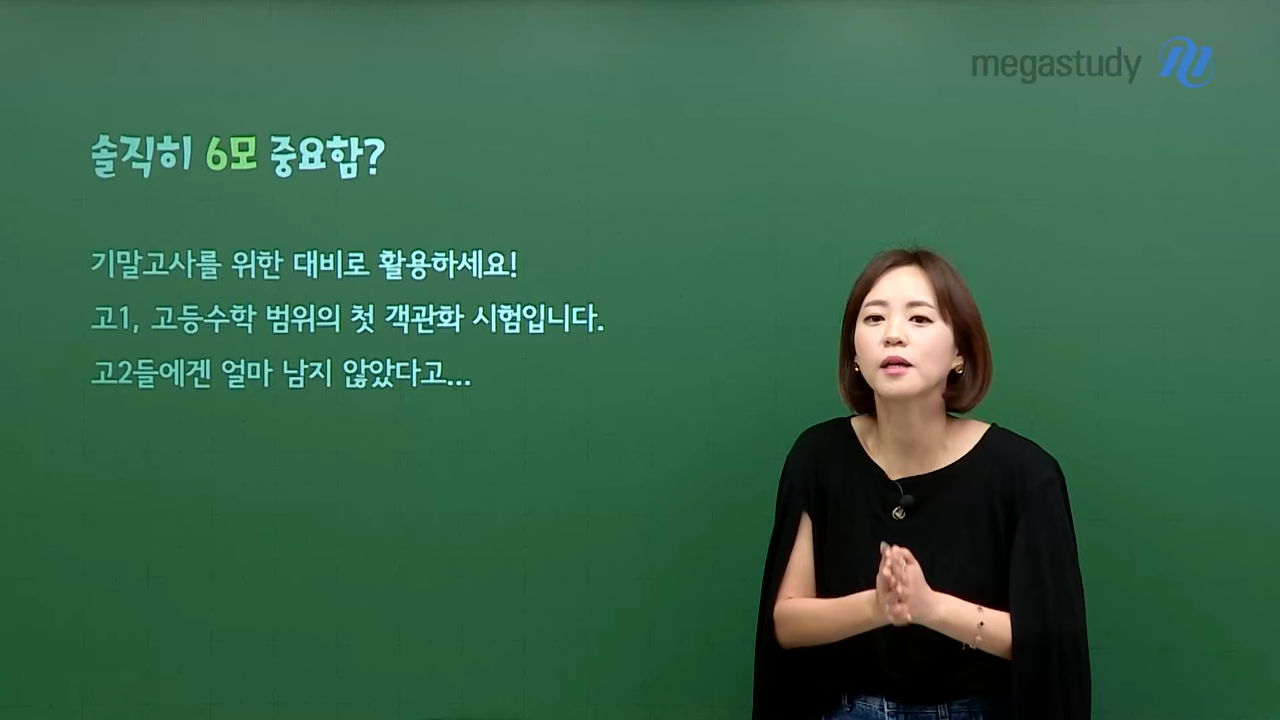 megastudy
솔직히 6모 중요함?
기말고사를 위한 대비로 활용하세요!
고1, 고등수학 범위의 첫 객관화 시험입니다.
고2들에겐 얼마 남지 않았다고...